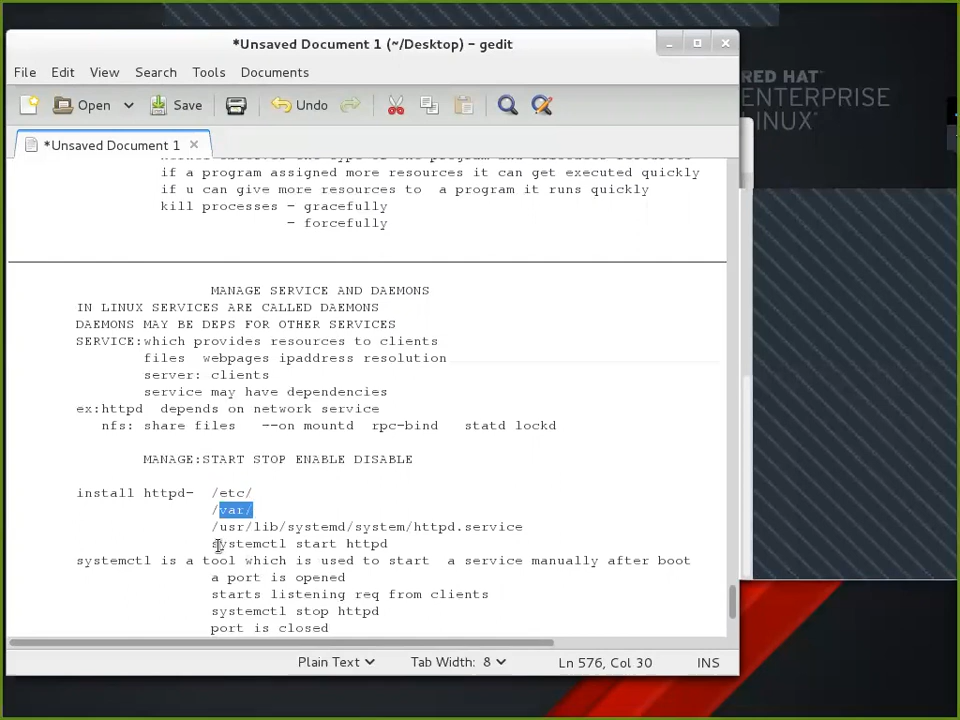 *Unsaved Document 1 (~/Desktop) - gedit
File Edit View Search Tools Documents
Open Save Undo
*Unsaved Document 1
if a program assigned more resources it can get executed quickly
if u can give more resources to  a program it runs quickly
kill processes - gracefully
- forcefully
MANAGE SERVICE AND DAEMONS
IN LINUX SERVICES ARE CALLED DAEMONS
DAEMONS MAY BE DEPS FOR OTHER SERVICES
SERVICE:which provides resources to clients
files  webpages ipaddress resolution
server: clients
service may have dependencies
ex:httpd  depends on network service
nfs: share files   --on mountd  rpc-bind   statd lockd
MANAGE:START STOP ENABLE DISABLE
install httpd-  /etc/
/var/
/usr/lib/systemd/system/httpd.service
systemctl start httpd
systemctl is a tool which is used to start  a service manually after boot
a port is opened
starts listening req from clients
systemctl stop httpd
port is closed
Plain Text Tab Width: 8 Ln 576, Col 30 INS
RED HAT
ENTERPRISE
LINUX